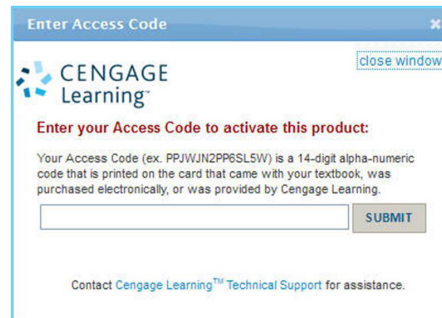 Enter Access Code
close window
CENGAGE
Learning™
Enter your Access Code to activate this product:
Your Access Code (ex. PPJWJN2PP6SL5W) is a 14-digit alpha-numeric
code that is printed on the card that came with your textbook, was
purchased electronically, or was provided by Cengage Learning.
SUBMIT
Contact Cengage Learning™ Technical Support for assistance.